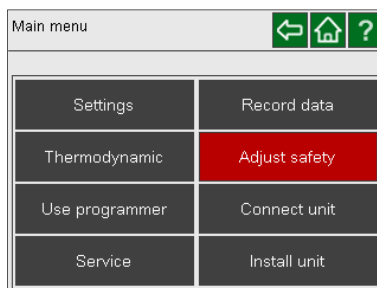 Main menu
?
Settings
Record data
Thermodynamic
Adjust safety
Use programmer
Connect unit
Service
Install unit